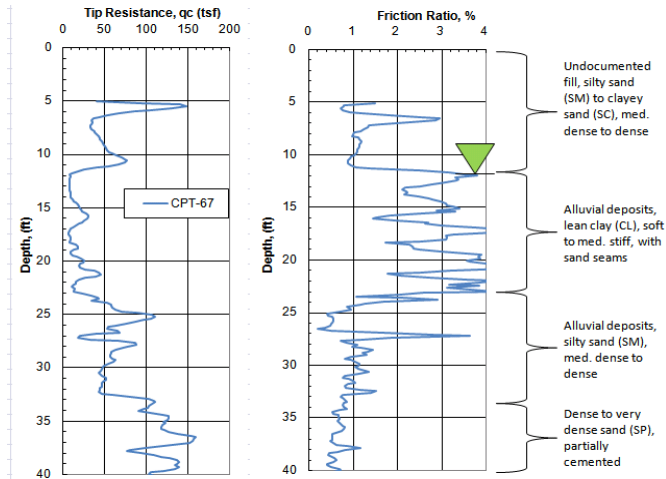 Tip Resistance, qc (tsf)
0 50 100 150 200
0
5
10
15
20
25
30
35
40
Depth, (ft)
CPT-67
Friction Ratio, %
0 1 2 3 4
0
5
10
15
20
25
30
35
40
Depth, (ft)
Undocumented
fill, silty sand
(SM) to clayey
sand (SC), med.
dense to dense
Alluvial deposits,
lean clay (CL), soft
to med. stiff, with
sand seams
Alluvial deposits,
silty sand (SM),
med. dense to
dense
Dense to very
dense sand (SP),
partially
cemented